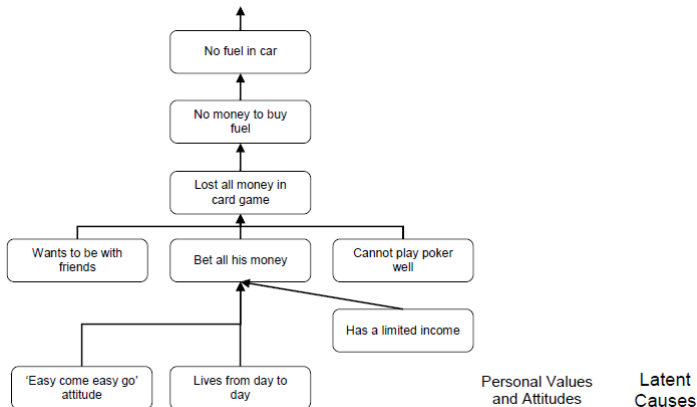 No fuel in car
No money to buy
fuel
Lost all money in
card game
Wants to be with
friends
Bet all his money
Cannot play poker
well
Has a limited income
'Easy come easy go'
attitude
Lives from day to
day
Personal Values
and Attitudes
Latent
Causes